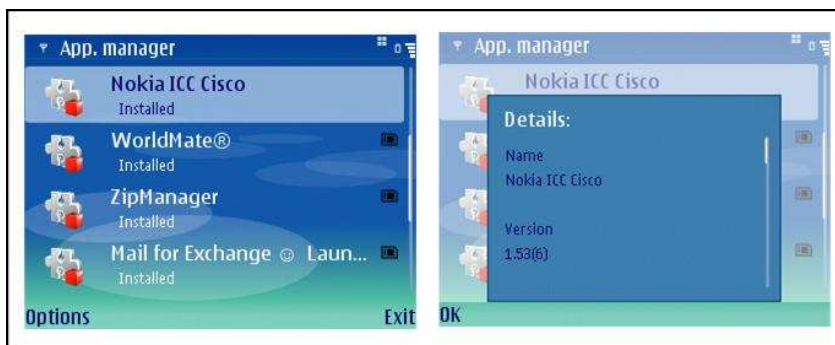 App. manager
Nokia ICC Cisco
Installed
WorldMate®
Installed
ZipManager
Installed
Mail for Exchange ☺ Laun...
Installed
Options
Exit
App. manager
Nokia ICC Cisco
Details:
Name
Nokia ICC Cisco
Version
1.53(6)
OK